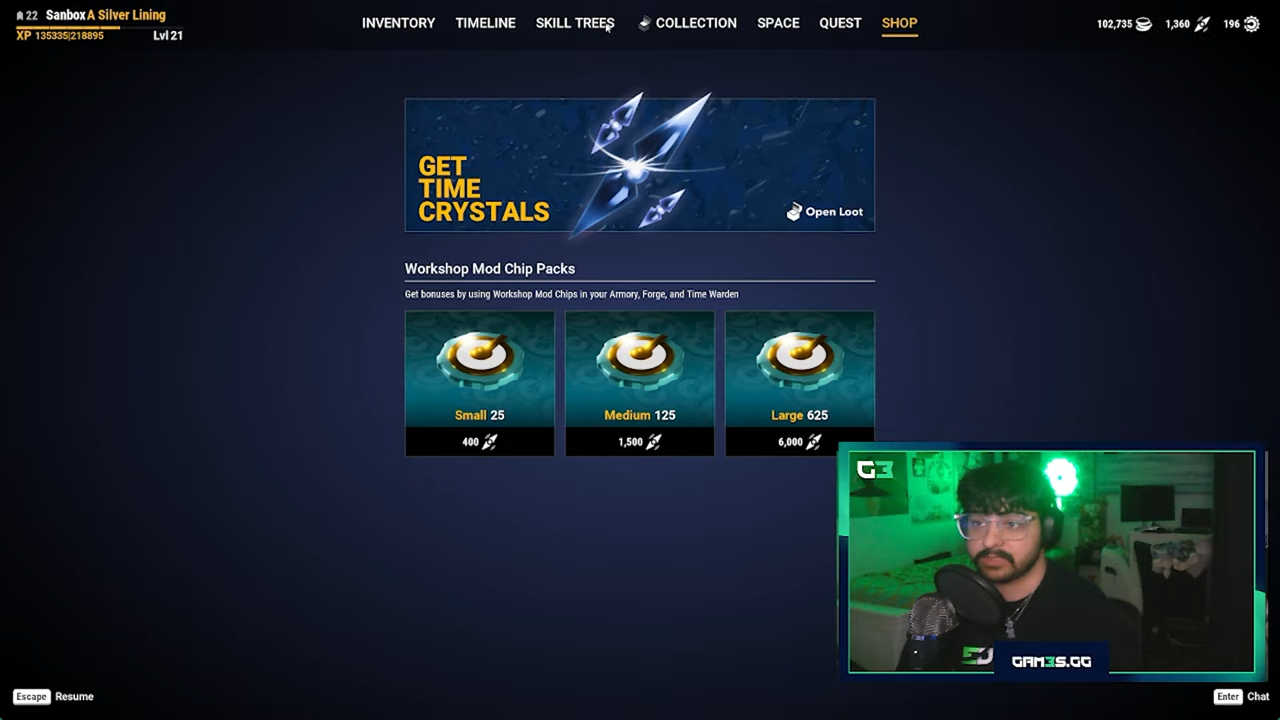 22 Sanbox A Silver Lining
XP 135335|218895 Lvl 21
INVENTORY TIMELINE SKILL TREES COLLECTION SPACE QUEST SHOP
102,735 1,360 196
GET
TIME
CRYSTALS
Open Loot
Workshop Mod Chip Packs
Get bonuses by using Workshop Mod Chips in your Armory, Forge, and Time Warden
Small 25 Medium 125 Large 625
400 1,500 6,000
G3
GAM3S.GG
Escape Resume
Enter Chat